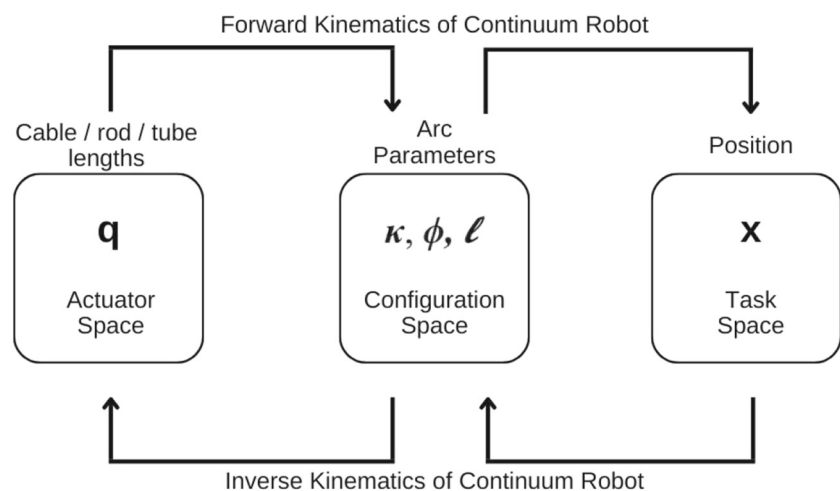 Forward Kinematics of Continuum Robot
Cable / rod / tube
lengths
Arc
Parameters
Position
q
κ, ϕ, ℓ
x
Actuator
Space
Configuration
Space
Task
Space
Inverse Kinematics of Continuum Robot